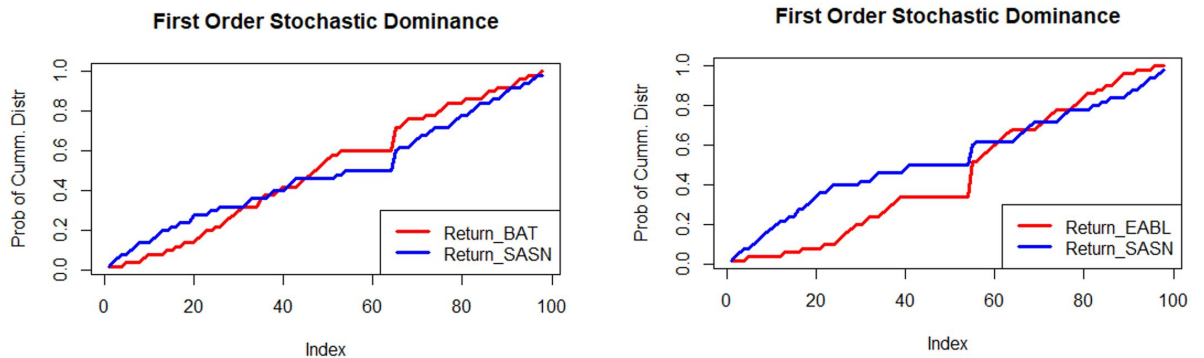 First Order Stochastic Dominance
Prob of Cumm. Distr
1.0
0.8
0.6
0.4
0.2
0.0
Return_BAT
Return_SASN
0 20 40 60 80 100
Index
First Order Stochastic Dominance
Prob of Cumm. Distr
1.0
0.8
0.6
0.4
0.2
0.0
Return_EABL
Return_SASN
0 20 40 60 80 100
Index